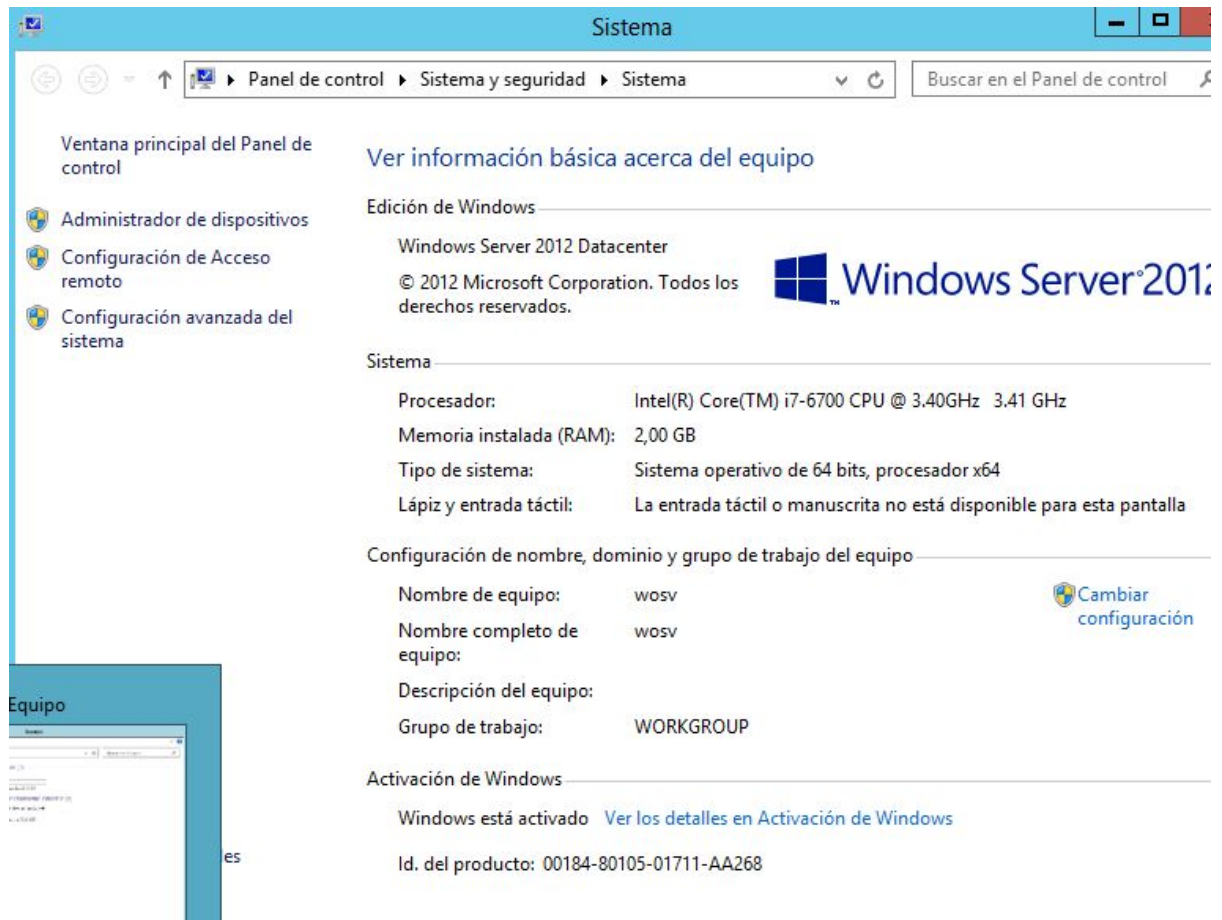 Sistema
Panel de control ▸ Sistema y seguridad ▸ Sistema
Buscar en el Panel de control
Ventana principal del Panel de
control
Administrador de dispositivos
Configuración de Acceso
remoto
Configuración avanzada del
sistema
Ver información básica acerca del equipo
Edición de Windows
Windows Server 2012 Datacenter
© 2012 Microsoft Corporation. Todos los
derechos reservados.
Windows Server 2012
Sistema
Procesador: Intel(R) Core(TM) i7-6700 CPU @ 3.40GHz 3.41 GHz
Memoria instalada (RAM): 2,00 GB
Tipo de sistema: Sistema operativo de 64 bits, procesador x64
Lápiz y entrada táctil: La entrada táctil o manuscrita no está disponible para esta pantalla
Configuración de nombre, dominio y grupo de trabajo del equipo
Nombre de equipo: wosv
Cambiar
configuración
Nombre completo de
equipo: wosv
Descripción del equipo:
Grupo de trabajo: WORKGROUP
Activación de Windows
Windows está activado Ver los detalles en Activación de Windows
Id. del producto: 00184-80105-01711-AA268
Equipo
les